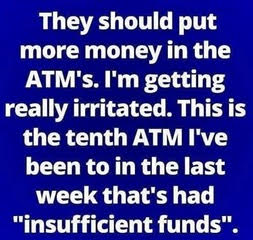 They should put
more money in the
ATM's. I'm getting
really irritated. This is
the tenth ATM I've
been to in the last
week that's had
"insufficient funds".